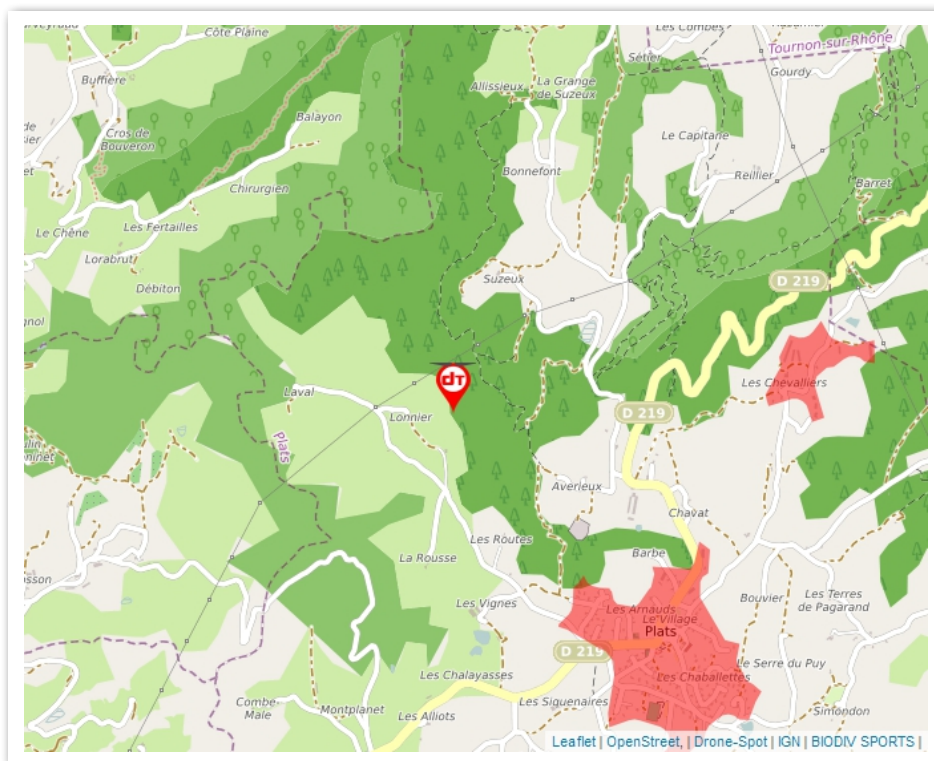 Côte Plaine
Les Combes
Sétier
Tournon-sur-Rhône
Gourdy
Buffière
Allissieux
La Grange
de Suzeux
Balayon
Cros de
Bouveron
Le Capitane
Bonnefont
Reillier
Barret
Chirurgien
Les Fertailles
Le Chêne
Lorabrut
Débiton
Suzeux
D 219
Les Chevalliers
dT
Laval
Lonnier
D 219
Plats
Averieux
Chavat
Les Routes
La Rousse
Barbe
Les Vignes
Bouvier
Les Terres
de Pagarand
Les Arnauds
Le Village
Plats
D 219
Les Chalayasses
Les Chaballettes
Le Serre du Puy
Combe-
Male
Montplanet
Les Alliots
Les Siguenaires
Simondon
Leaflet | OpenStreet, | Drone-Spot | IGN | BIODIV SPORTS |